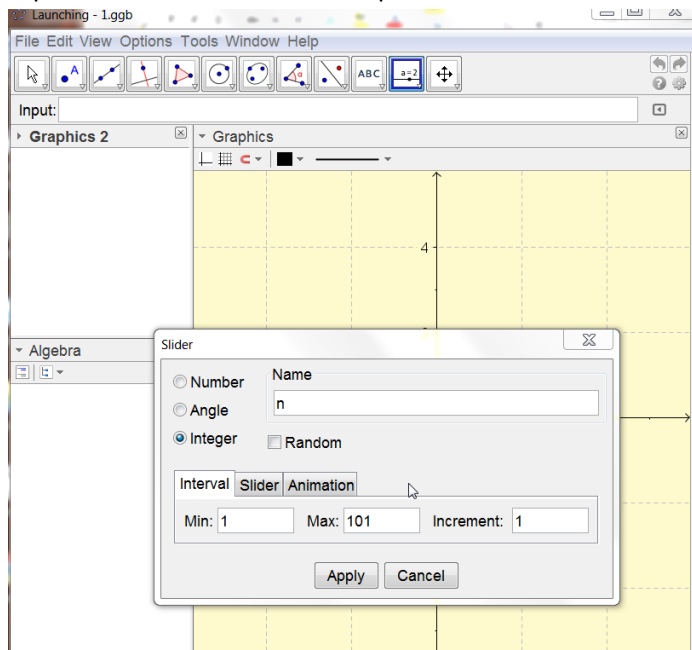 Launching - 1.ggb
File Edit View Options Tools Window Help
A
ABC
a=2
Input:
Graphics 2
Graphics
4
Algebra
Slider
Number
Name
Angle
n
Integer
Random
Interval Slider Animation
Min: 1 Max: 101 Increment: 1
Apply Cancel